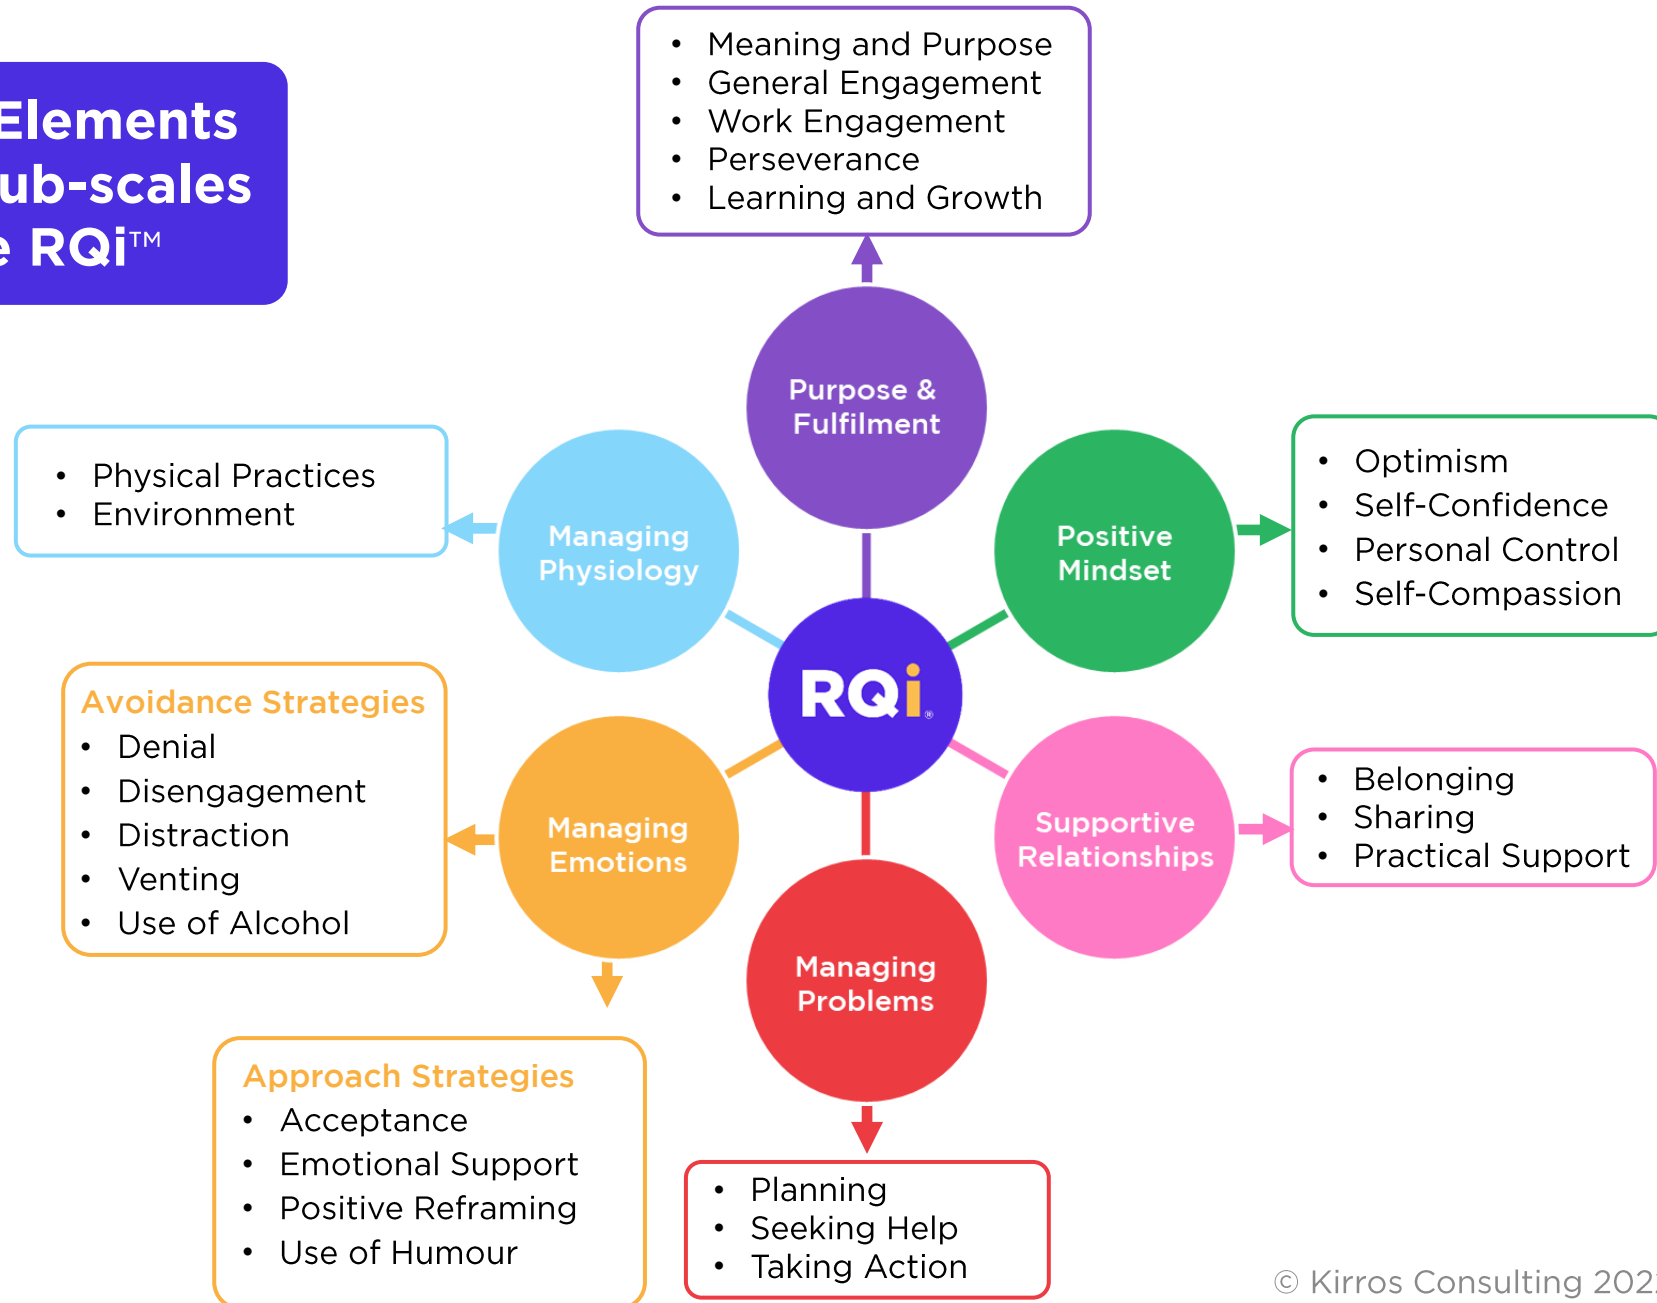 Elements
ub-scales
e RQi™
• Meaning and Purpose
• General Engagement
• Work Engagement
• Perseverance
• Learning and Growth
Purpose &
Fulfilment
• Physical Practices
• Environment
Managing
Physiology
Positive
Mindset
• Optimism
• Self-Confidence
• Personal Control
• Self-Compassion
RQi®
Avoidance Strategies
• Denial
• Disengagement
• Distraction
• Venting
• Use of Alcohol
Managing
Emotions
Supportive
Relationships
• Belonging
• Sharing
• Practical Support
Managing
Problems
Approach Strategies
• Acceptance
• Emotional Support
• Positive Reframing
• Use of Humour
• Planning
• Seeking Help
• Taking Action
© Kirros Consulting 202